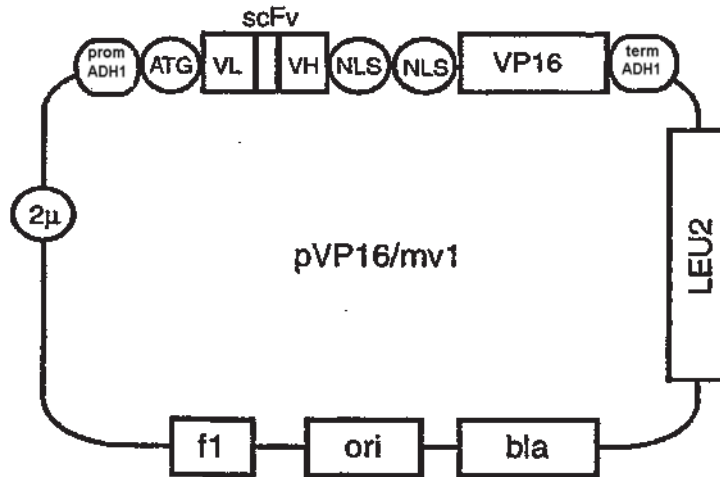 scFv
prom
ADH1
ATG
VL
VH
NLS
NLS
VP16
term
ADH1
2μ
pVP16/mv1
LEU2
f1
ori
bla